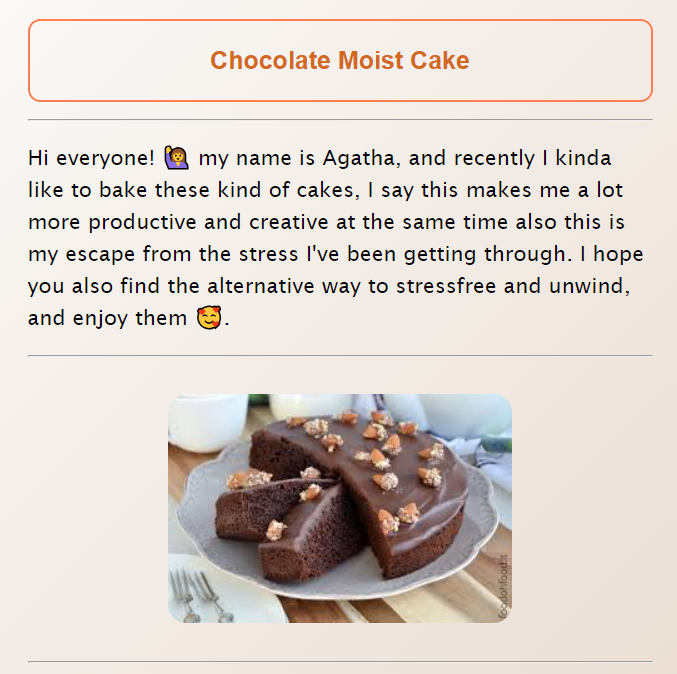 Chocolate Moist Cake
Hi everyone! 🙋‍♀️ my name is Agatha, and recently I kinda
like to bake these kind of cakes, I say this makes me a lot
more productive and creative at the same time also this is
my escape from the stress I've been getting through. I hope
you also find the alternative way to stressfree and unwind,
and enjoy them 🥰.
foodohfood.it